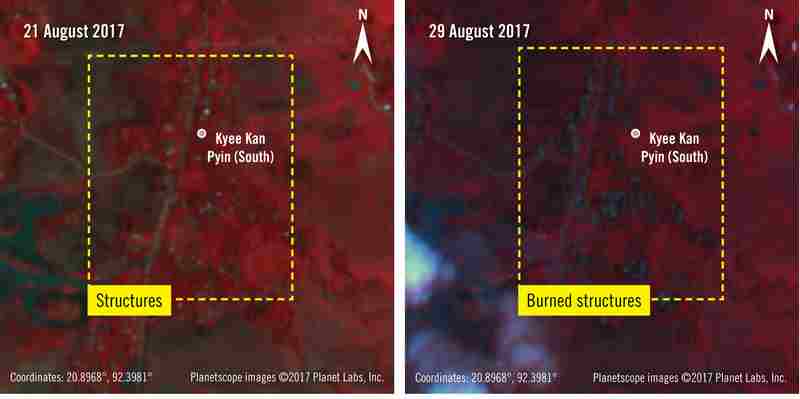 21 August 2017
N
Kyee Kan
Pyin (South)
Structures
Coordinates: 20.8968°, 92.3981°
Planetscope images ©2017 Planet Labs, Inc.
29 August 2017
N
Kyee Kan
Pyin (South)
Burned structures
Coordinates: 20.8968°, 92.3981°
Planetscope images ©2017 Planet Labs, Inc.